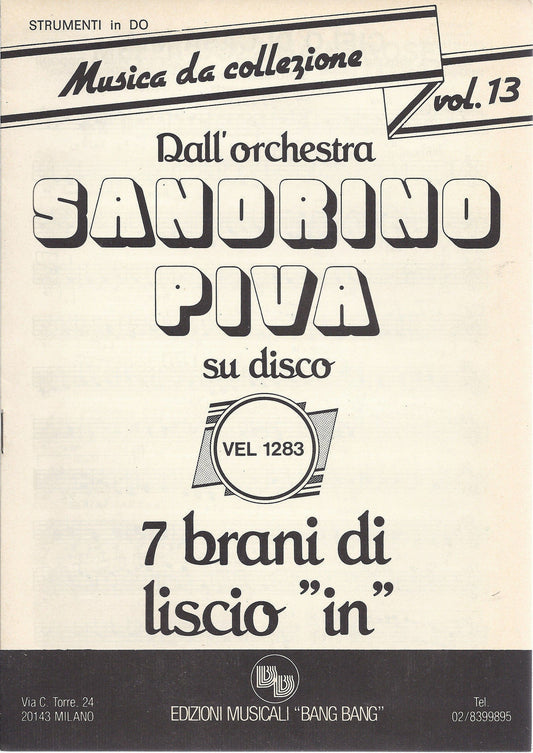 STRUMENTI in DO
Musica da collezione
vol. 13
Dall'orchestra
SANDRINO
PIVA
su disco
VEL 1283
7 brani di
liscio "in"
BB
Via C. Torre. 24
20143 MILANO
EDIZIONI MUSICALI "BANG BANG"
Tel.
02/8399895